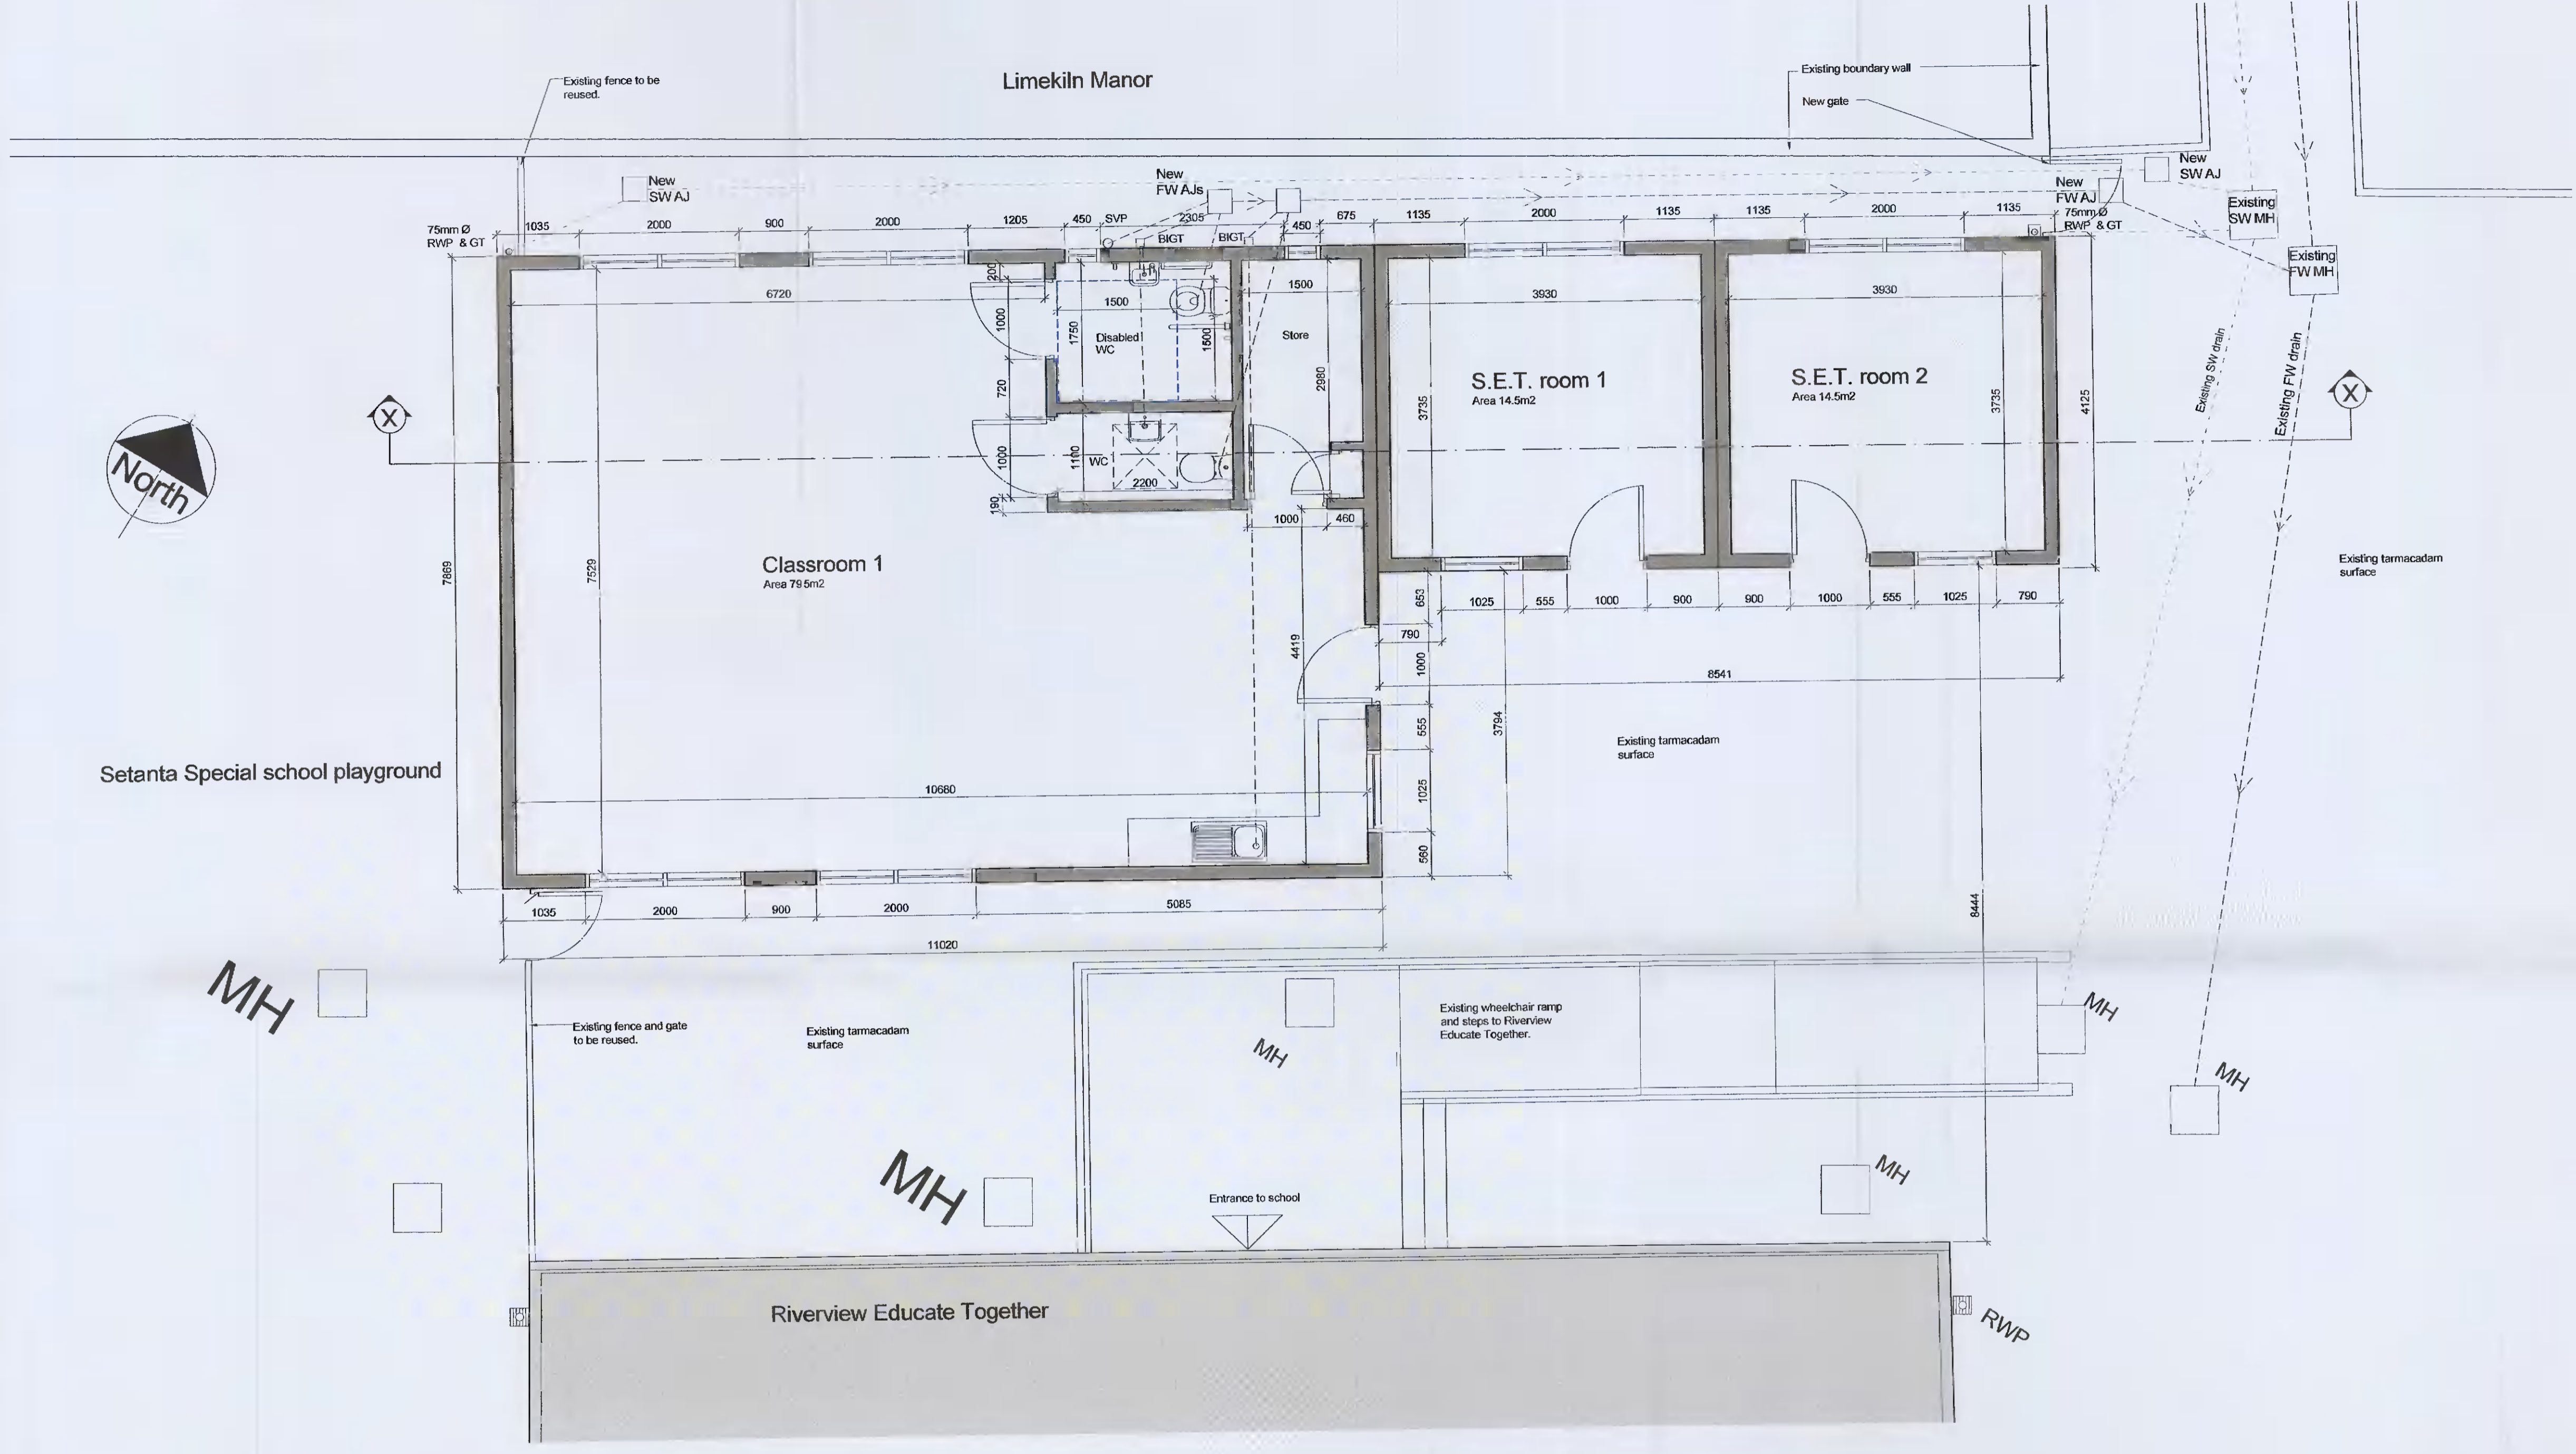 Existing fence to be
reused.
Limekiln Manor
Existing boundary wall
New gate
New
SW AJ
New
FW AJs
New
FW AJ
New
SW AJ
Existing
SW MH
Existing
FW MH
75mm Ø
RWP & GT
1035
2000
900
2000
1205
450
SVP
2305
450
675
1135
2000
1135
1135
2000
1135
75mm Ø
RWP & GT
BIGT
BIGT
200
6720
1500
1500
3930
3930
1000
1750
Disabled
WC
1500
Store
2980
720
S.E.T. room 1
Area 14.5m2
3735
S.E.T. room 2
Area 14.5m2
3735
4125
Existing SW drain
Existing FW drain
X
X
North
1000
1100
WC
2200
190
1000
460
Classroom 1
Area 79 5m2
7869
7529
4419
653
790
1000
1025
555
1000
900
900
1000
555
1025
790
8541
555
3794
1025
560
Existing tarmacadam
surface
Existing tarmacadam
surface
Setanta Special school playground
10680
1035
2000
900
2000
5085
11020
8444
MH
Existing fence and gate
to be reused.
Existing tarmacadam
surface
MH
Existing wheelchair ramp
and steps to Riverview
Educate Together.
MH
MH
MH
MH
Entrance to school
Riverview Educate Together
RWP